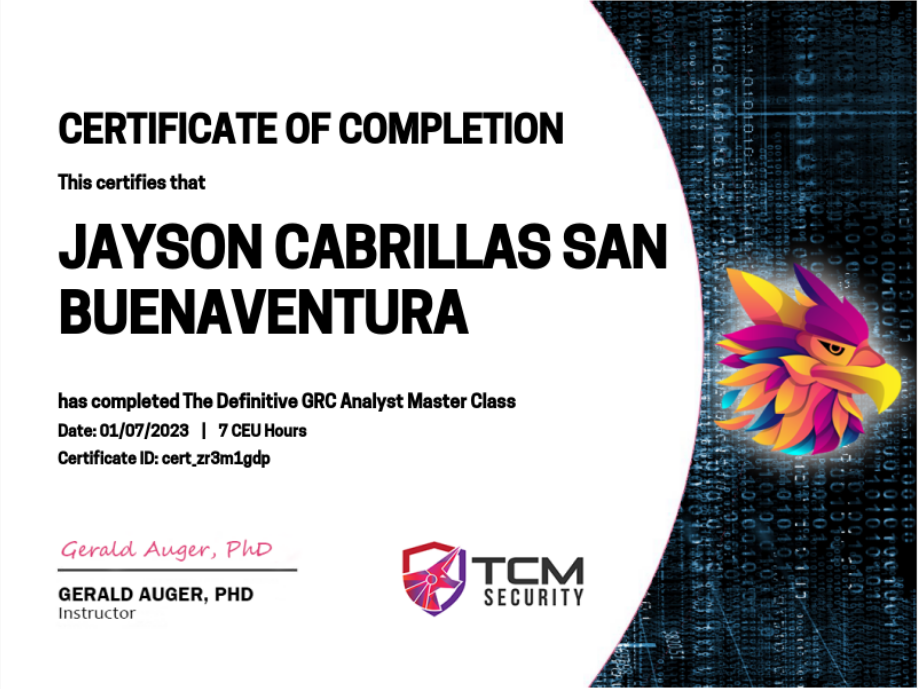 CERTIFICATE OF COMPLETION
This certifies that
JAYSON CABRILLAS SAN
BUENAVENTURA
has completed The Definitive GRC Analyst Master Class
Date: 01/07/2023 | 7 CEU Hours
Certificate ID: cert_zr3m1gdp
Gerald Auger, PhD
GERALD AUGER, PHD
Instructor
TCM
SECURITY